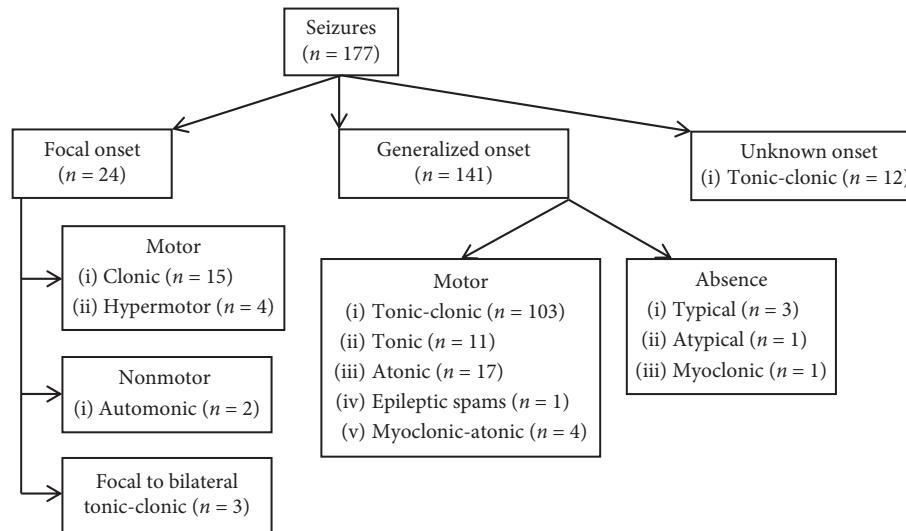 Seizures
(n = 177)
Focal onset
(n = 24)
Generalized onset
(n = 141)
Unknown onset
(i) Tonic-clonic (n = 12)
Motor
(i) Clonic (n = 15)
(ii) Hypermotor (n = 4)
Nonmotor
(i) Automonic (n = 2)
Focal to bilateral
tonic-clonic (n = 3)
Motor
(i) Tonic-clonic (n = 103)
(ii) Tonic (n = 11)
(iii) Atonic (n = 17)
(iv) Epileptic spams (n = 1)
(v) Myoclonic-atonic (n = 4)
Absence
(i) Typical (n = 3)
(ii) Atypical (n = 1)
(iii) Myoclonic (n = 1)